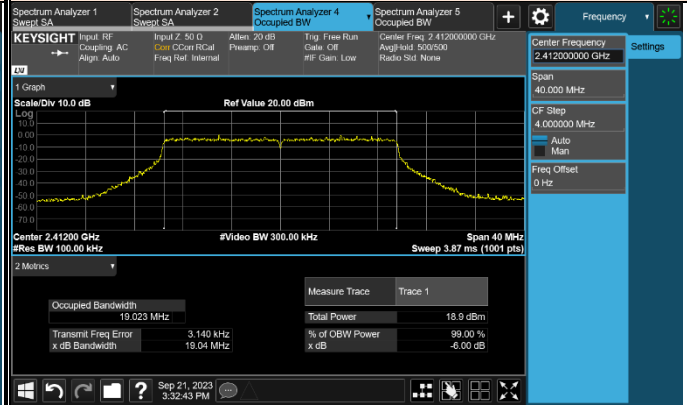 Spectrum Analyzer 1
Swept SA
Spectrum Analyzer 2
Swept SA
Spectrum Analyzer 4
Occupied BW
Spectrum Analyzer 5
Occupied BW
Frequency
KEYSIGHT
Input: RF
Coupling: AC
Align: Auto
Input Z: 50 Ω
Corr CCorr RCal
Freq Ref: Internal
Atten: 20 dB
Preamp: Off
Trig: Free Run
Gate: Off
#IF Gain: Low
Center Freq: 2.412000000 GHz
Avg|Hold: 500/500
Radio Std: None
LXI
Center Frequency
2.412000000 GHz
Settings
Span
40.000 MHz
CF Step
4.000000 MHz
Auto
Man
Freq Offset
0 Hz
1 Graph
Scale/Div 10.0 dB
Ref Value 20.00 dBm
Log
10.0
0.00
-10.0
-20.0
-30.0
-40.0
-50.0
-60.0
-70.0
Center 2.41200 GHz
#Video BW 300.00 kHz
Span 40 MHz
#Res BW 100.00 kHz
Sweep 3.87 ms (1001 pts)
2 Metrics
Measure Trace
Trace 1
Occupied Bandwidth
19.023 MHz
Total Power
18.9 dBm
Transmit Freq Error
3.140 kHz
% of OBW Power
99.00 %
x dB Bandwidth
19.04 MHz
x dB
-6.00 dB
?
Sep 21, 2023
3:32:43 PM